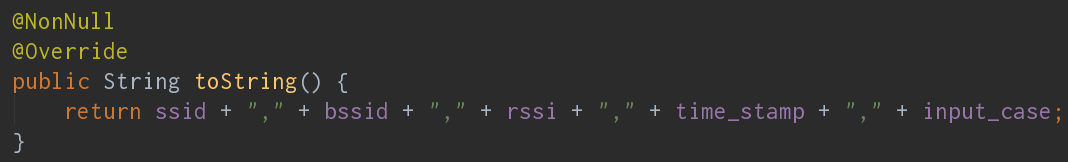 @NonNull
@Override
public String toString() {
    return ssid + "," + bssid + "," + rssi + "," + time_stamp + "," + input_case;
}